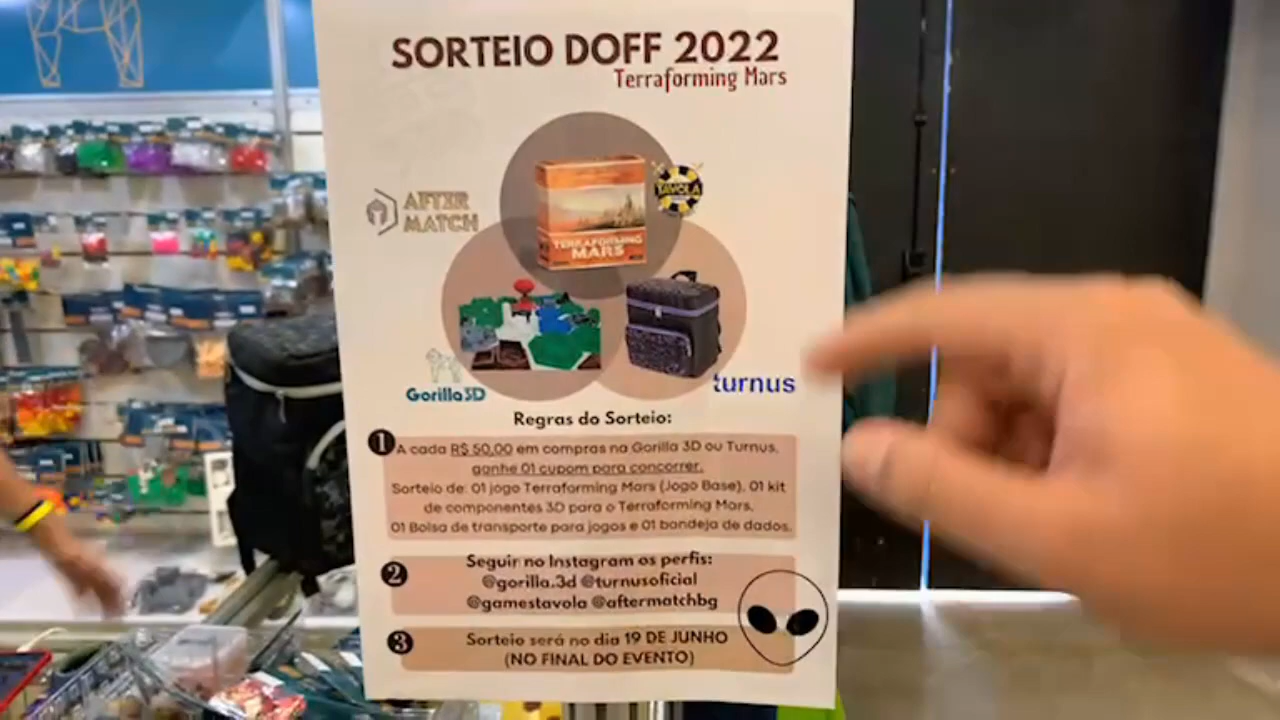 SORTEIO DOFF 2022
Terraforming Mars
AFTER
MATCH
TAVOLA
TERRAFORMING
MARS
Gorilla3D
turnus
Regras do Sorteio:
1
A cada R$ 50,00 em compras na Gorilla 3D ou Turnus,
ganhe 01 cupom para concorrer.
Sorteio de: 01 jogo Terraforming Mars (Jogo Base), 01 kit
de componentes 3D para o Terraforming Mars,
01 Bolsa de transporte para jogos e 01 bandeja de dados.
2
Seguir no Instagram os perfis:
@gorilla.3d @turnusoficial
@gamestavola @aftermatchbg
3
Sorteio será no dia 19 DE JUNHO
(NO FINAL DO EVENTO)